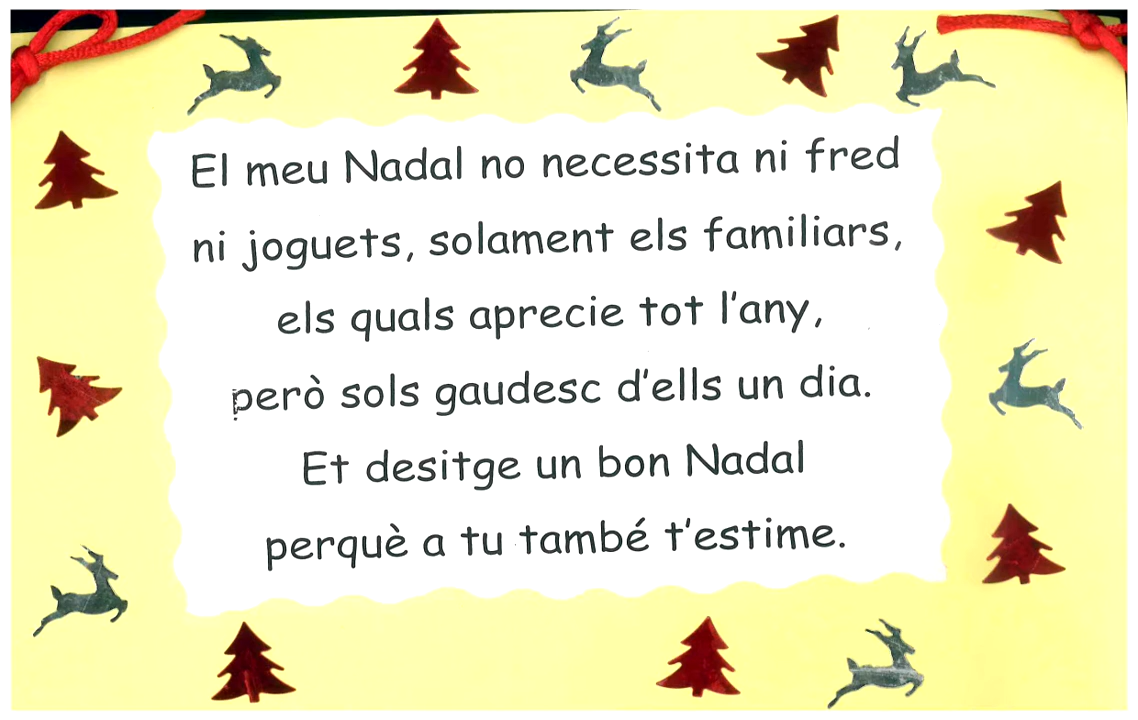 El meu Nadal no necessita ni fred
ni joguets, solament els familiars,
els quals aprecie tot l'any,
però sols gaudesc d'ells un dia.
Et desitge un bon Nadal
perquè a tu també t'estime.